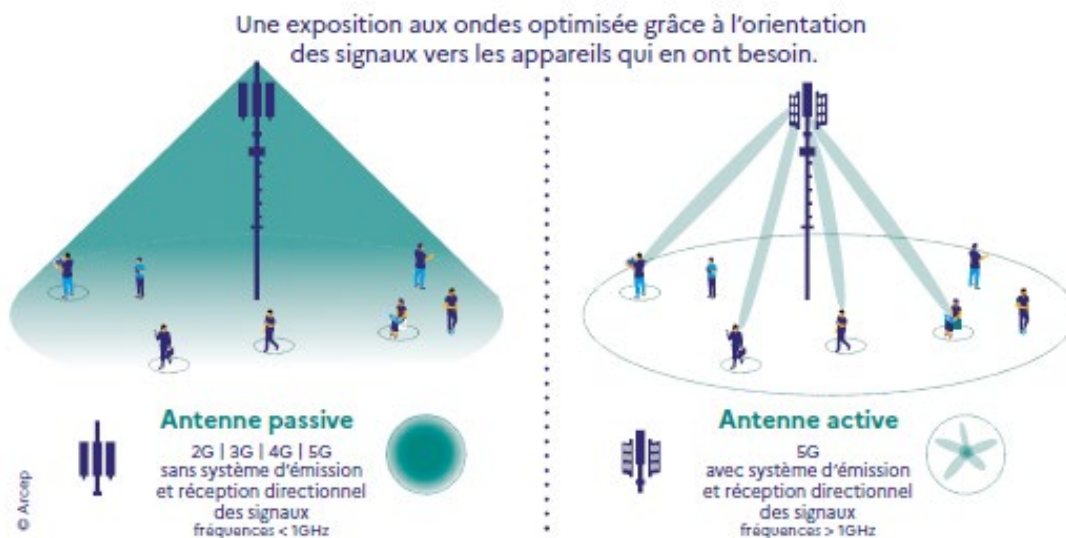 Une exposition aux ondes optimisée grâce à l'orientation
des signaux vers les appareils qui en ont besoin.
Antenne passive
2G | 3G | 4G | 5G
sans système d'émission
et réception directionnel
des signaux
fréquences < 1GHz
Antenne active
5G
avec système d'émission
et réception directionnel
des signaux
fréquences > 1GHz
© Arcep